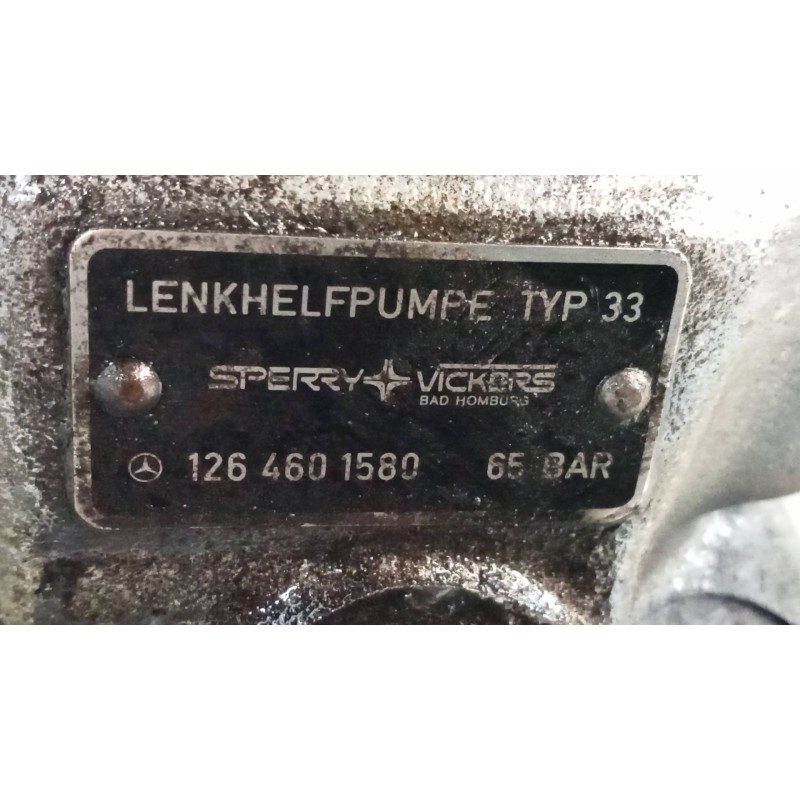 LENKHELFPUMPE TYP 33
SPERRY VICKERS
BAD HOMBURG
126 460 1580 65 BAR